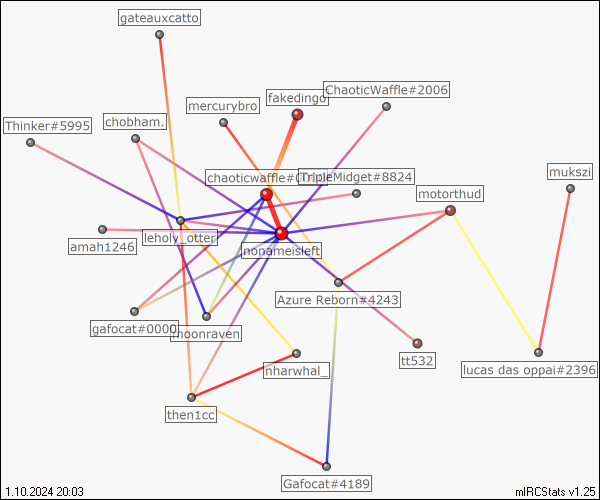 gateauxcatto
ChaoticWaffle#2006
fakedingo
mercurybro
chobham.
Thinker#5995
mukszi
chaoticwaffle#0
TripleMidget#8824
motorthud
leholy_otter
amah1246
nonameisleft
Azure Reborn#4243
gafocat#0000
moonraven
tt532
nharwhal_
lucas das oppai#2396
then1cc
Gafocat#4189
1.10.2024 20:03
mIRCStats v1.25